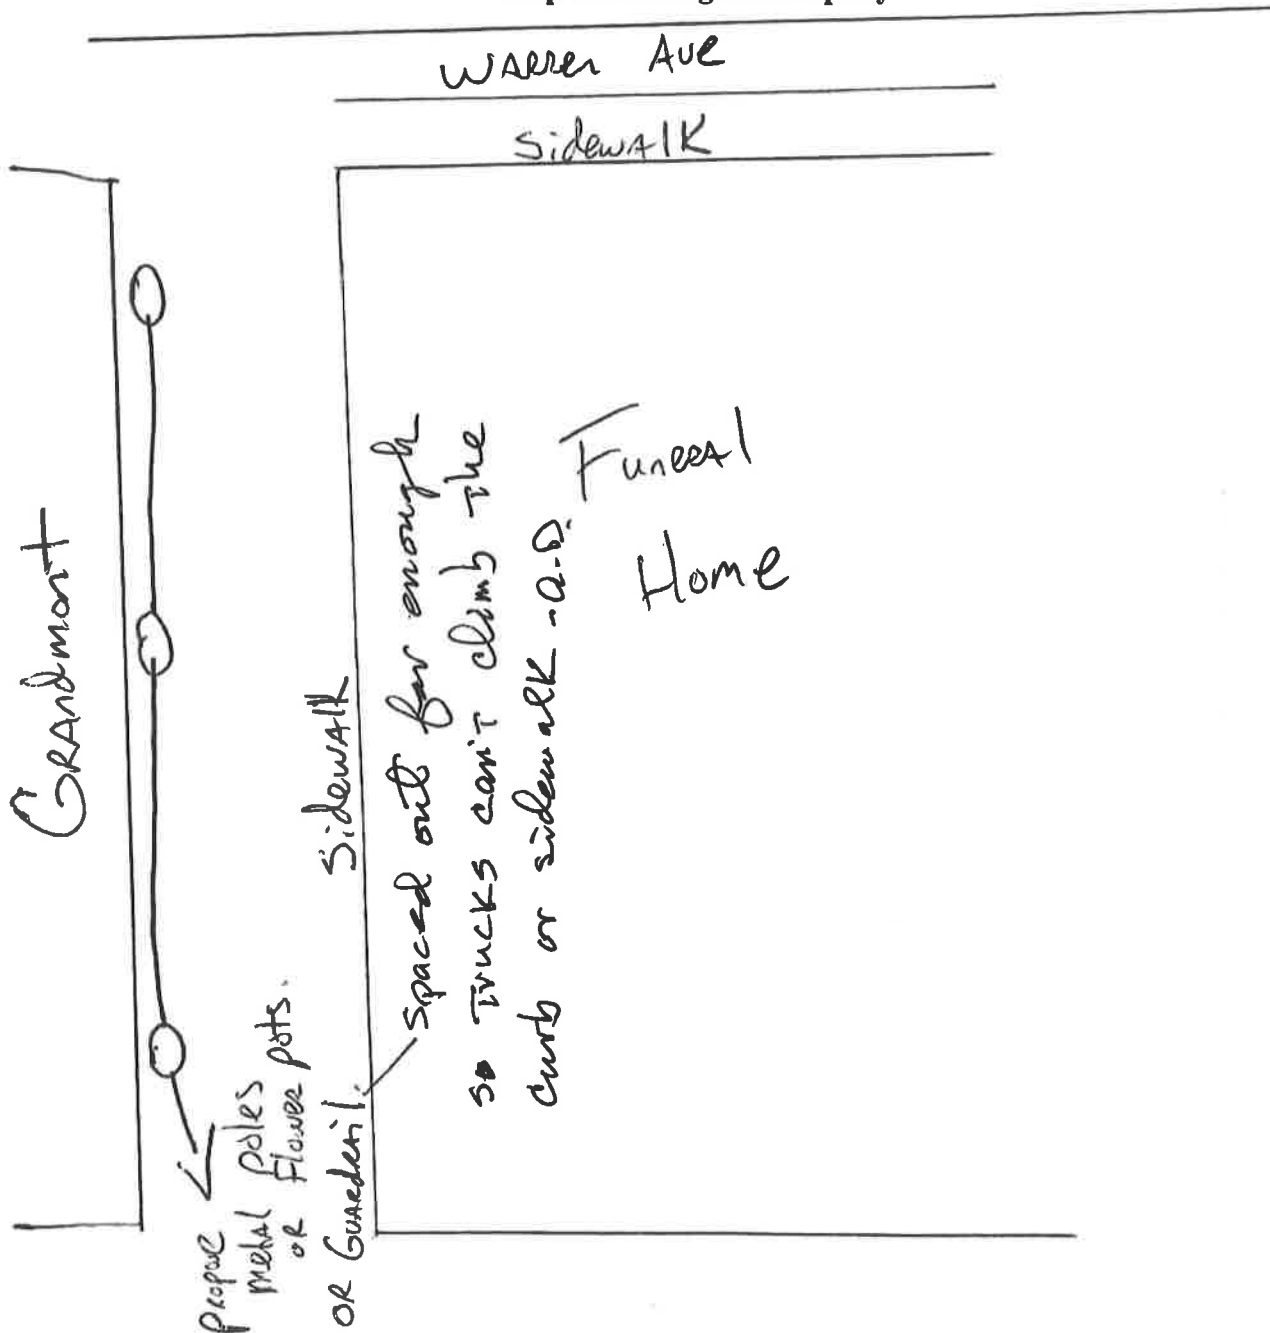 Warren Ave
Sidewalk
Funeral
Home
Grandmont
Sidewalk
Spaced out far enough
so trucks can't climb the
curb or sidewalk -a.D.
propose
metal poles
or Flower pots.
or Guardrail.